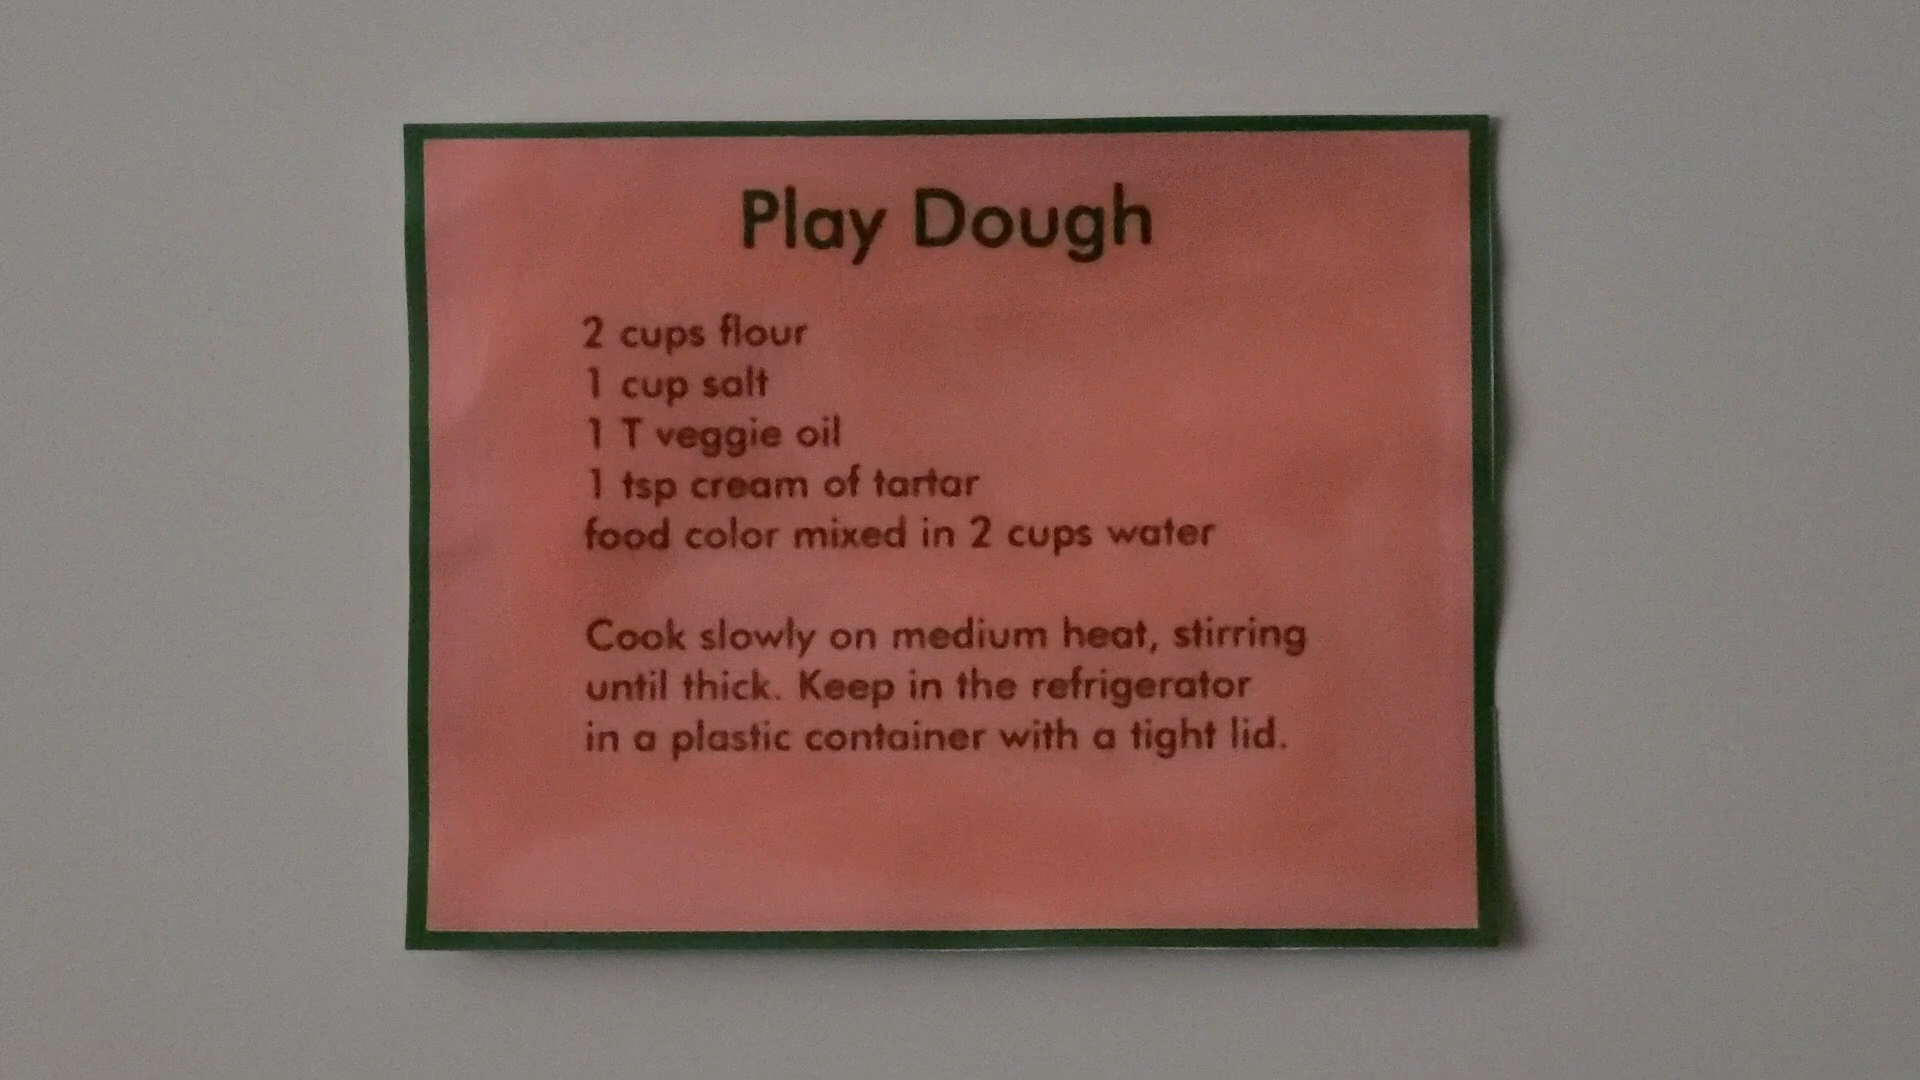 Play Dough
2 cups flour
1 cup salt
1 T veggie oil
1 tsp cream of tartar
food color mixed in 2 cups water
Cook slowly on medium heat, stirring
until thick. Keep in the refrigerator
in a plastic container with a tight lid.